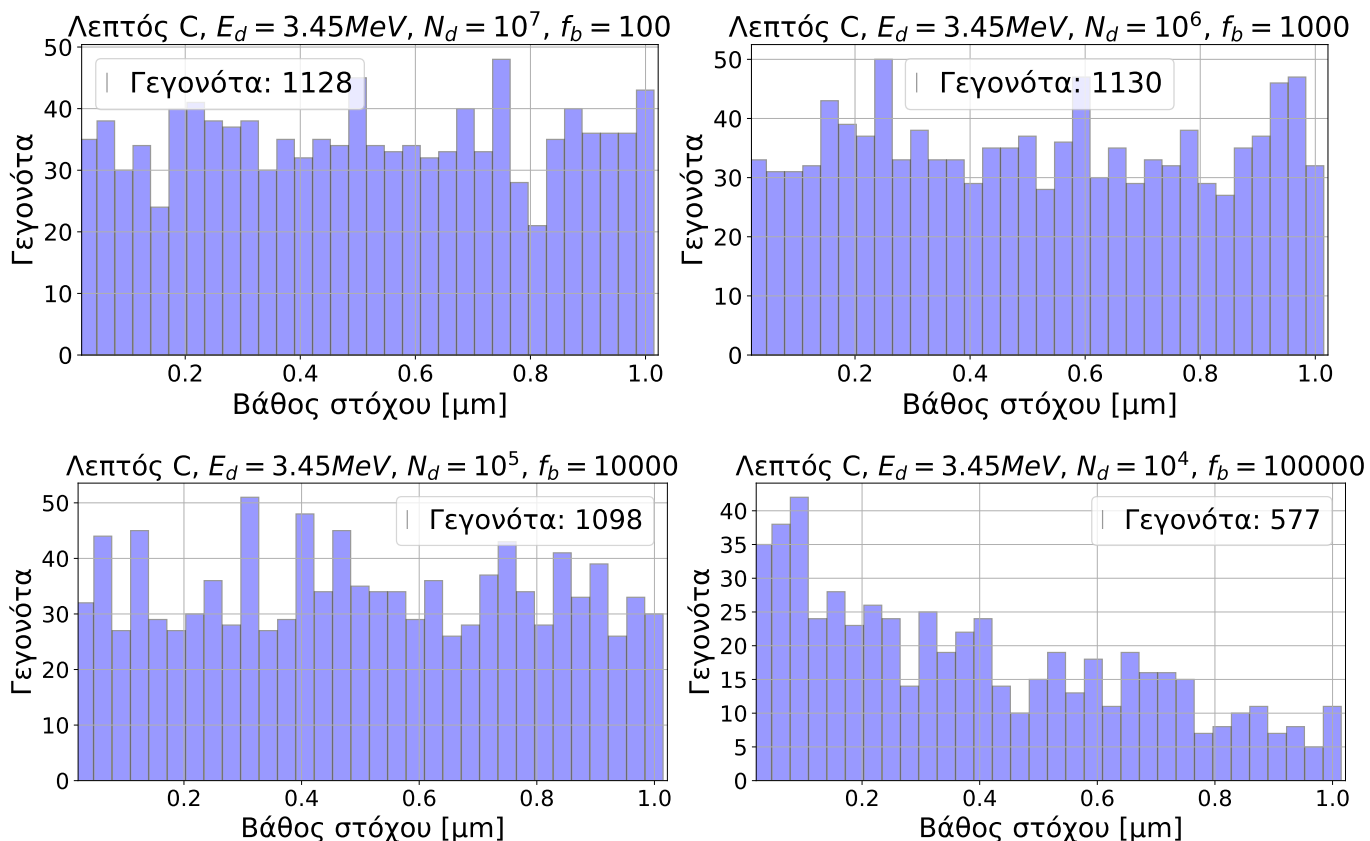 Λεπτός C, E_d = 3.45MeV, N_d = 10^7, f_b = 100
50
40
30
20
10
0
Γεγονότα
Γεγονότα: 1128
0.2 0.4 0.6 0.8 1.0
Βάθος στόχου [μm]
Λεπτός C, E_d = 3.45MeV, N_d = 10^6, f_b = 1000
50
40
30
20
10
0
Γεγονότα
Γεγονότα: 1130
0.2 0.4 0.6 0.8 1.0
Βάθος στόχου [μm]
Λεπτός C, E_d = 3.45MeV, N_d = 10^5, f_b = 10000
50
40
30
20
10
0
Γεγονότα
Γεγονότα: 1098
0.2 0.4 0.6 0.8 1.0
Βάθος στόχου [μm]
Λεπτός C, E_d = 3.45MeV, N_d = 10^4, f_b = 100000
40
35
30
25
20
15
10
5
0
Γεγονότα
Γεγονότα: 577
0.2 0.4 0.6 0.8 1.0
Βάθος στόχου [μm]